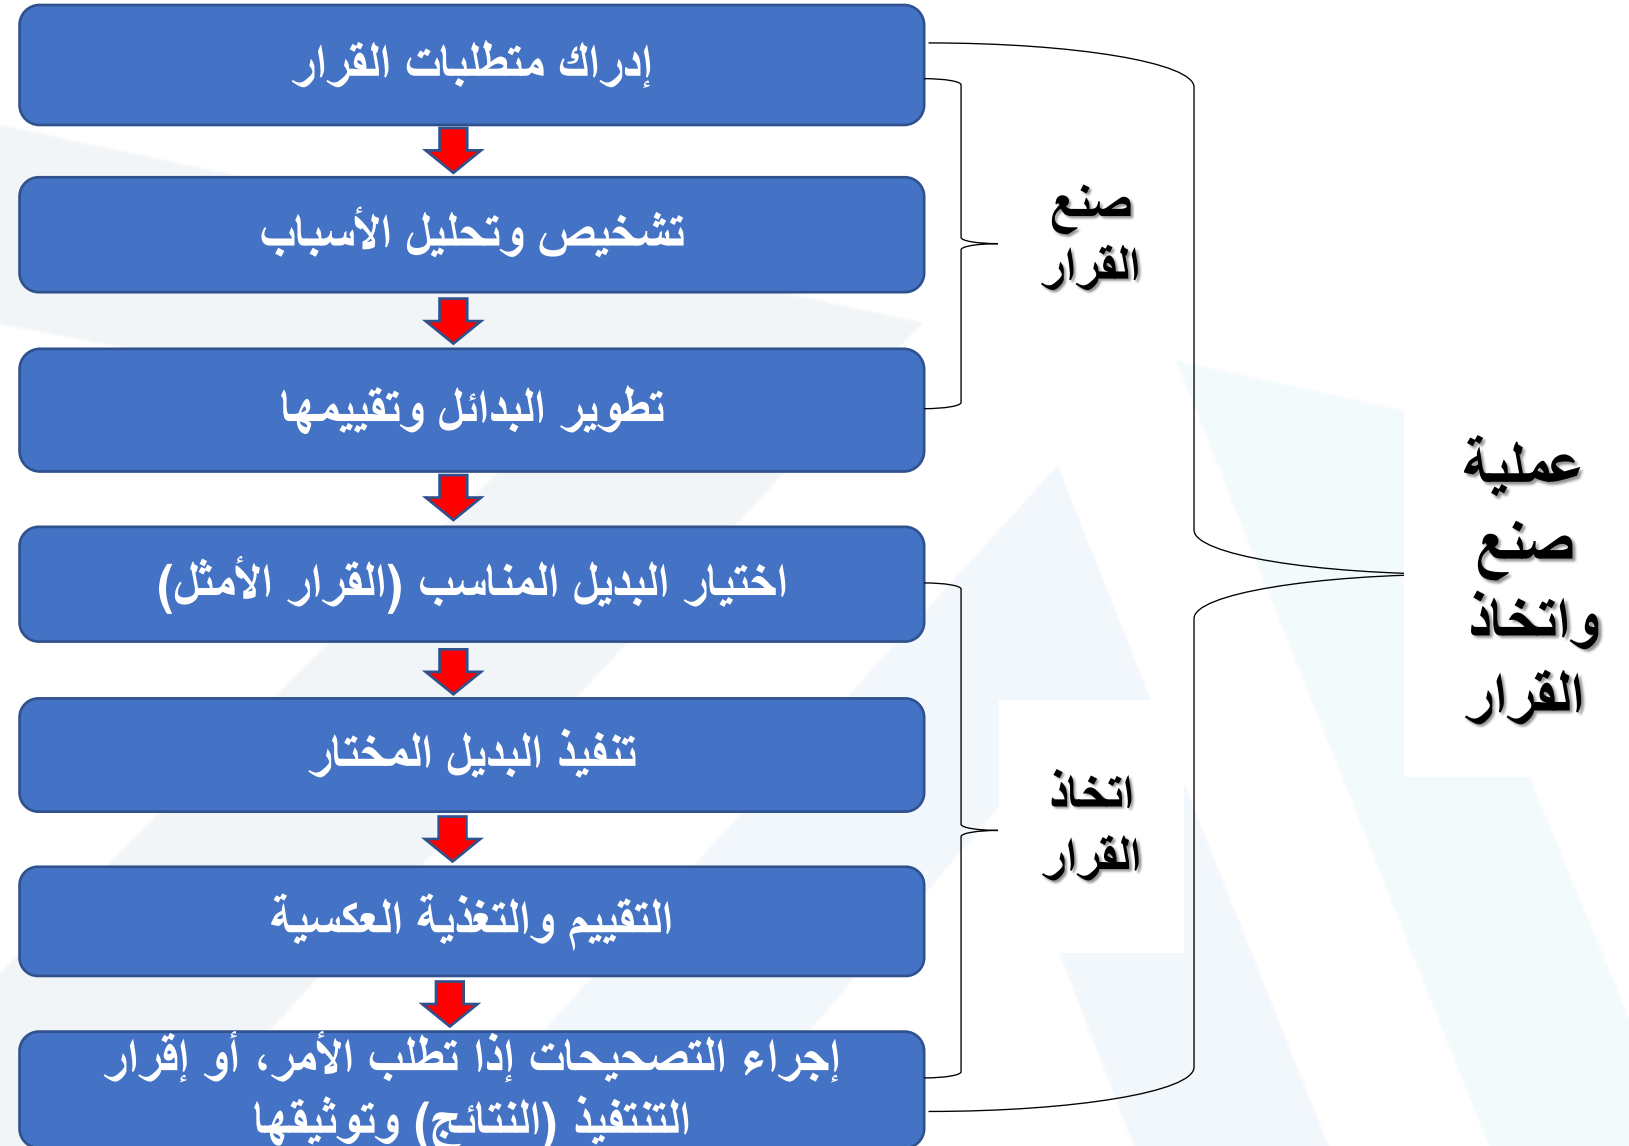 إدراك متطلبات القرار
تشخيص وتحليل الأسباب
تطوير البدائل وتقييمها
اختيار البديل المناسب (القرار الأمثل)
تنفيذ البديل المختار
التقييم والتغذية العكسية
إجراء التصحيحات إذا تطلب الأمر، أو إقرار
التنتفيذ (النتائج) وتوثيقها
صنع
القرار
اتخاذ
القرار
عملية
صنع
واتخاذ
القرار